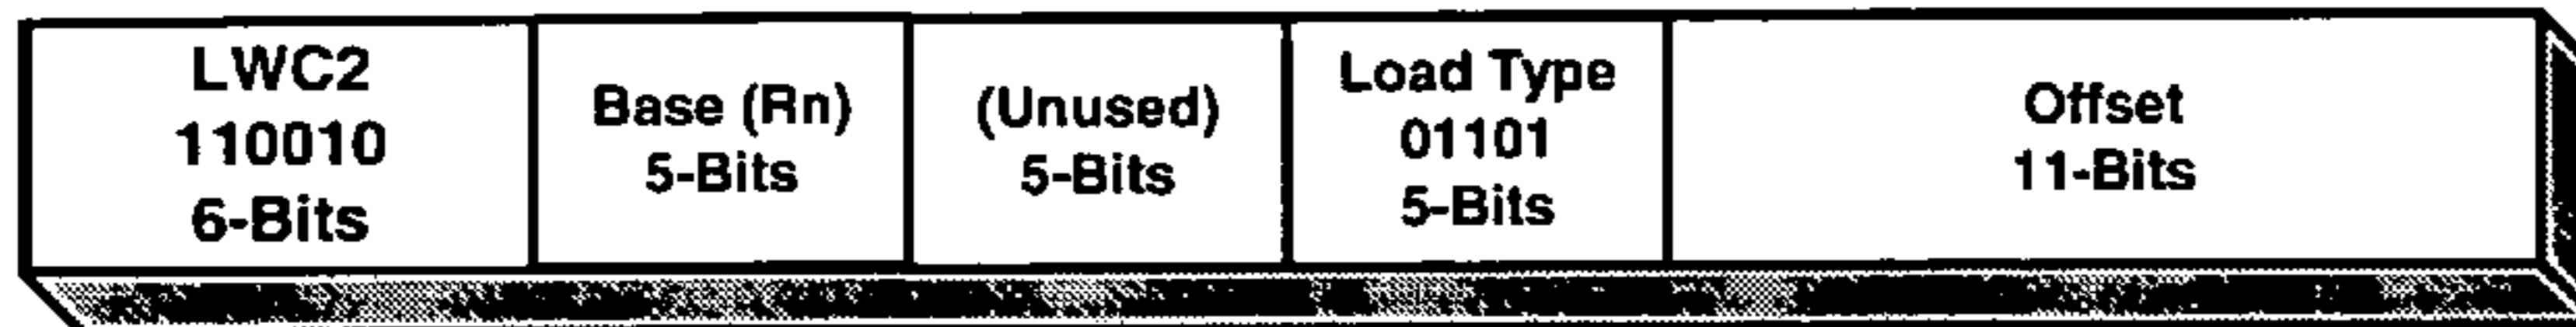 LWC2
110010
6-Bits
Base (Rn)
5-Bits
(Unused)
5-Bits
Load Type
01101
5-Bits
Offset
11-Bits